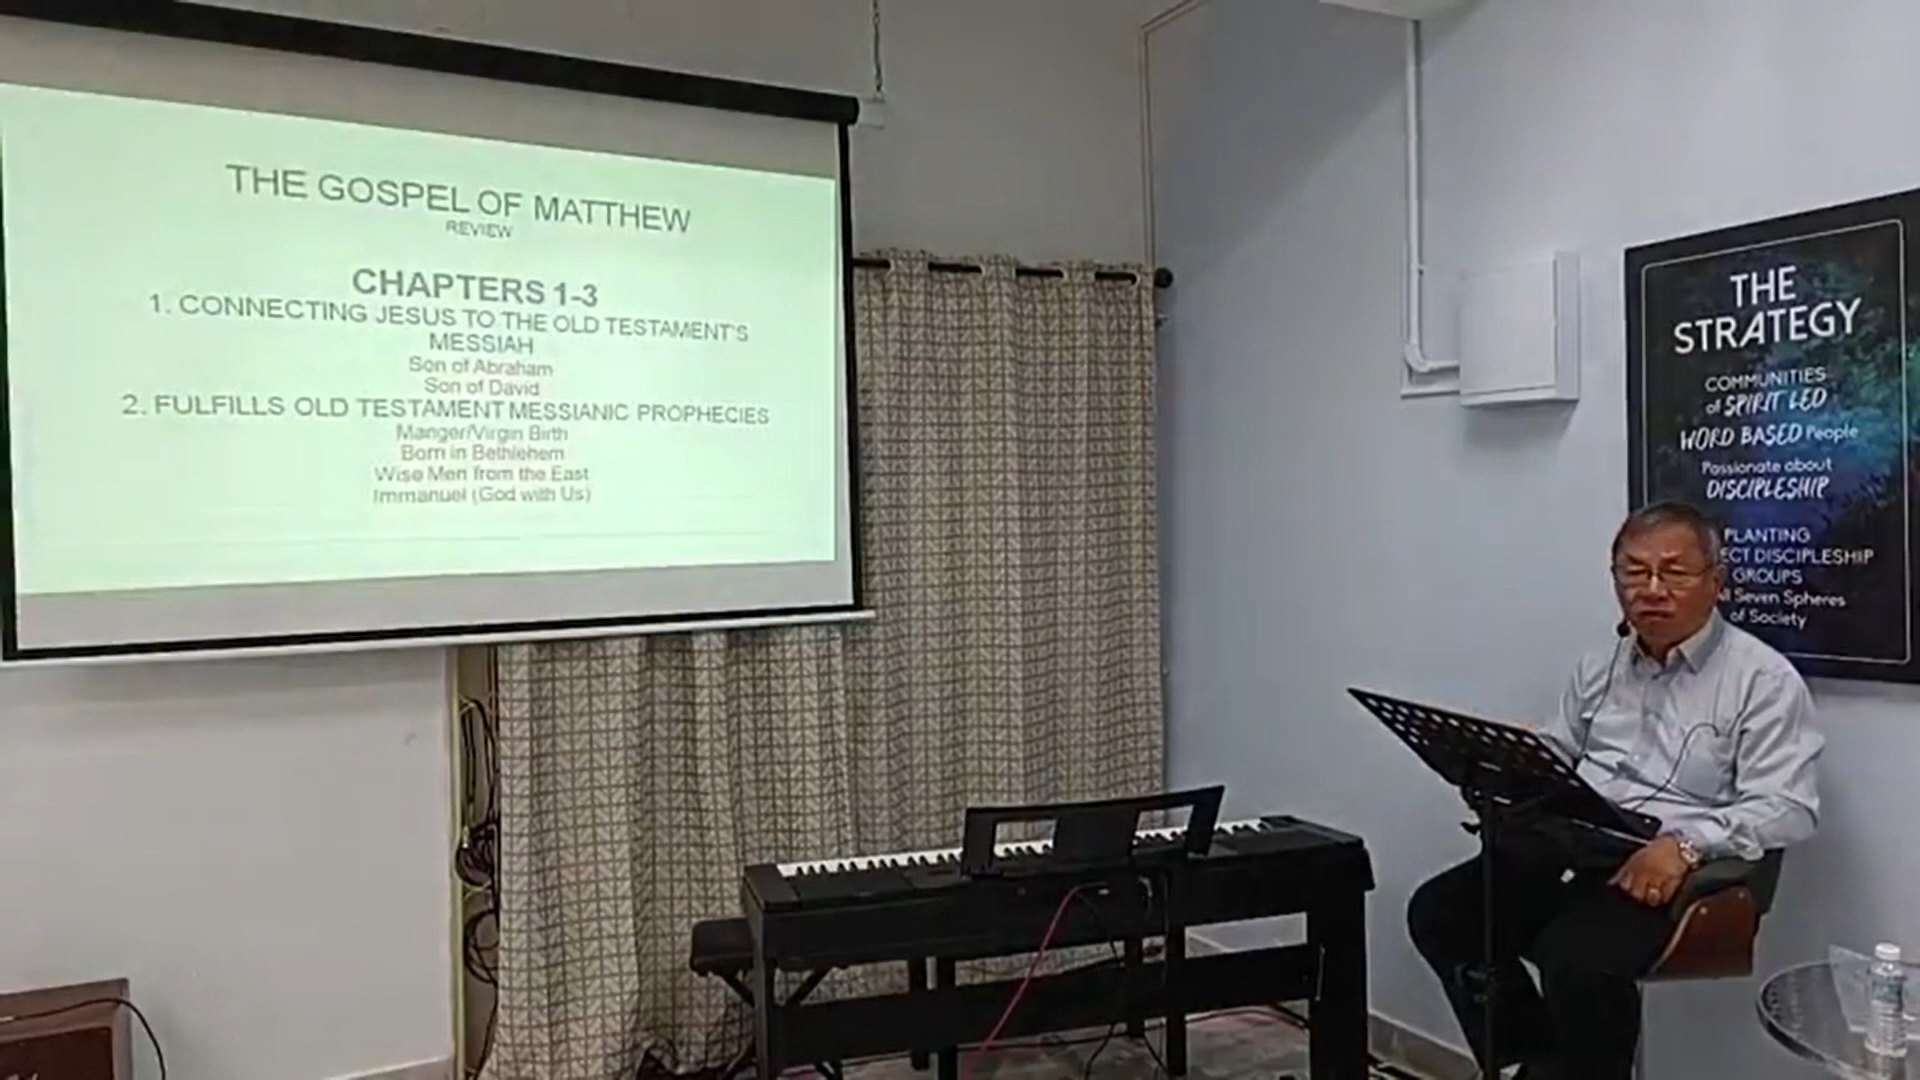 THE GOSPEL OF MATTHEW
REVIEW
CHAPTERS 1-3
1. CONNECTING JESUS TO THE OLD TESTAMENT'S
MESSIAH
Son of Abraham
Son of David
2. FULFILLS OLD TESTAMENT MESSIANIC PROPHECIES
Manger/Virgin Birth
Born in Bethlehem
Wise Men from the East
Immanuel (God with Us)
THE
STRATEGY
COMMUNITIES
of SPIRIT LED
WORD BASED People
Passionate about
DISCIPLESHIP
PLANTING
DISCIPLESHIP
GROUPS
Seven Spheres
of Society